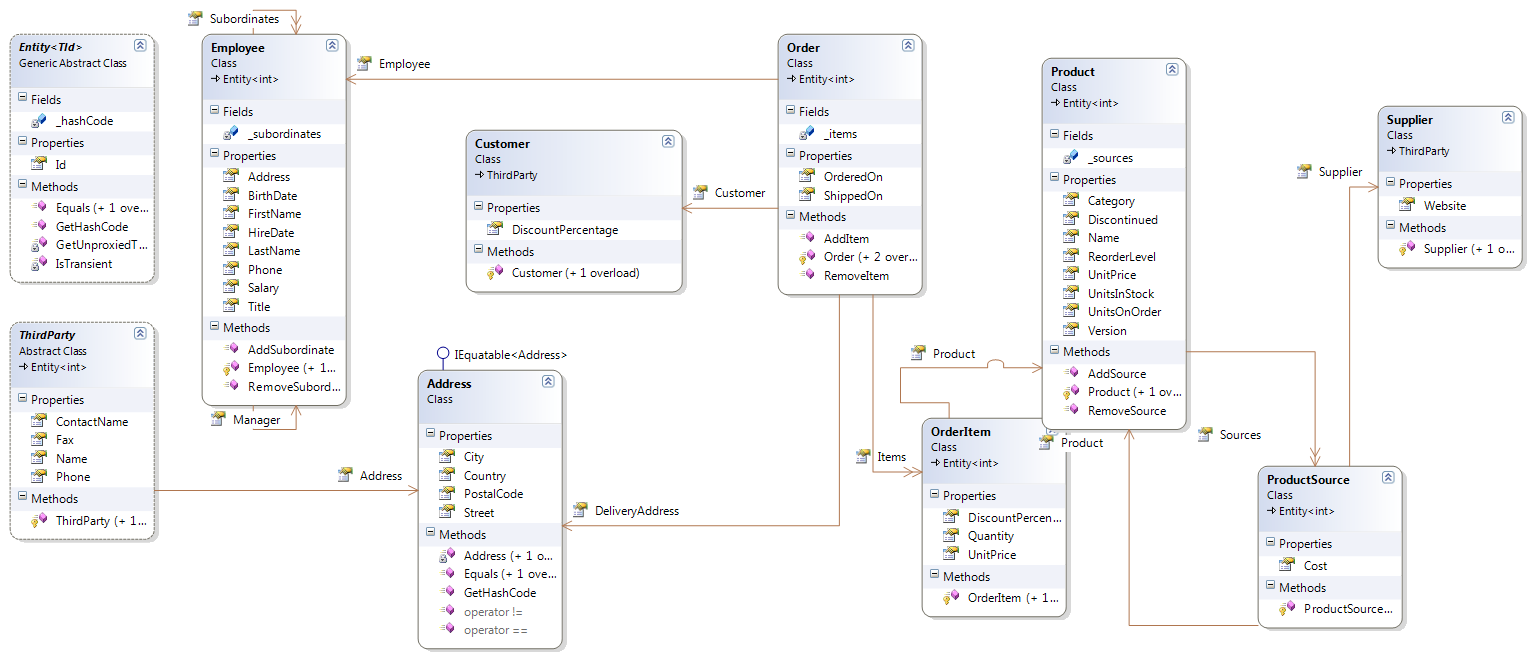 Entity<TId>
Generic Abstract Class
Fields
_hashCode
Properties
Id
Methods
Equals (+ 1 ove...
GetHashCode
GetUnproxiedT...
IsTransient
ThirdParty
Abstract Class
Entity<int>
Properties
ContactName
Fax
Name
Phone
Methods
ThirdParty (+ 1...
Subordinates
Employee
Class
Entity<int>
Fields
_subordinates
Properties
Address
BirthDate
FirstName
HireDate
LastName
Phone
Salary
Title
Methods
AddSubordinate
Employee (+ 1...
RemoveSubord...
Manager
Employee
Address
Customer
Class
ThirdParty
Properties
DiscountPercentage
Methods
Customer (+ 1 overload)
Customer
IEquatable<Address>
Address
Class
Properties
City
Country
PostalCode
Street
Methods
Address (+ 1 o...
Equals (+ 1 ove...
GetHashCode
operator !=
operator ==
DeliveryAddress
Order
Class
Entity<int>
Fields
_items
Properties
OrderedOn
ShippedOn
Methods
AddItem
Order (+ 2 over...
RemoveItem
Product
Items
OrderItem
Class
Entity<int>
Properties
DiscountPercen...
Quantity
UnitPrice
Methods
OrderItem (+ 1...
Product
Class
Entity<int>
Fields
_sources
Properties
Category
Discontinued
Name
ReorderLevel
UnitPrice
UnitsInStock
UnitsOnOrder
Version
Methods
AddSource
Product (+ 1 ov...
RemoveSource
Product
Sources
Supplier
Supplier
Class
ThirdParty
Properties
Website
Methods
Supplier (+ 1 o...
ProductSource
Class
Entity<int>
Properties
Cost
Methods
ProductSource...